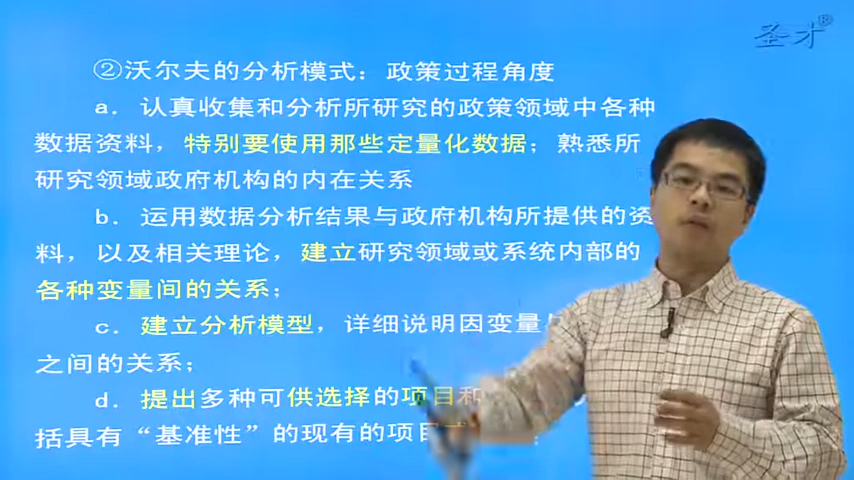 圣才®
②沃尔夫的分析模式：政策过程角度
a．认真收集和分析所研究的政策领域中各种
数据资料，特别要使用那些定量化数据；熟悉所
研究领域政府机构的内在关系
b．运用数据分析结果与政府机构所提供的资
料，以及相关理论，建立研究领域或系统内部的
各种变量间的关系；
c．建立分析模型，详细说明因变量
之间的关系；
d．提出多种可供选择的项目和
括具有“基准性”的现有的项目